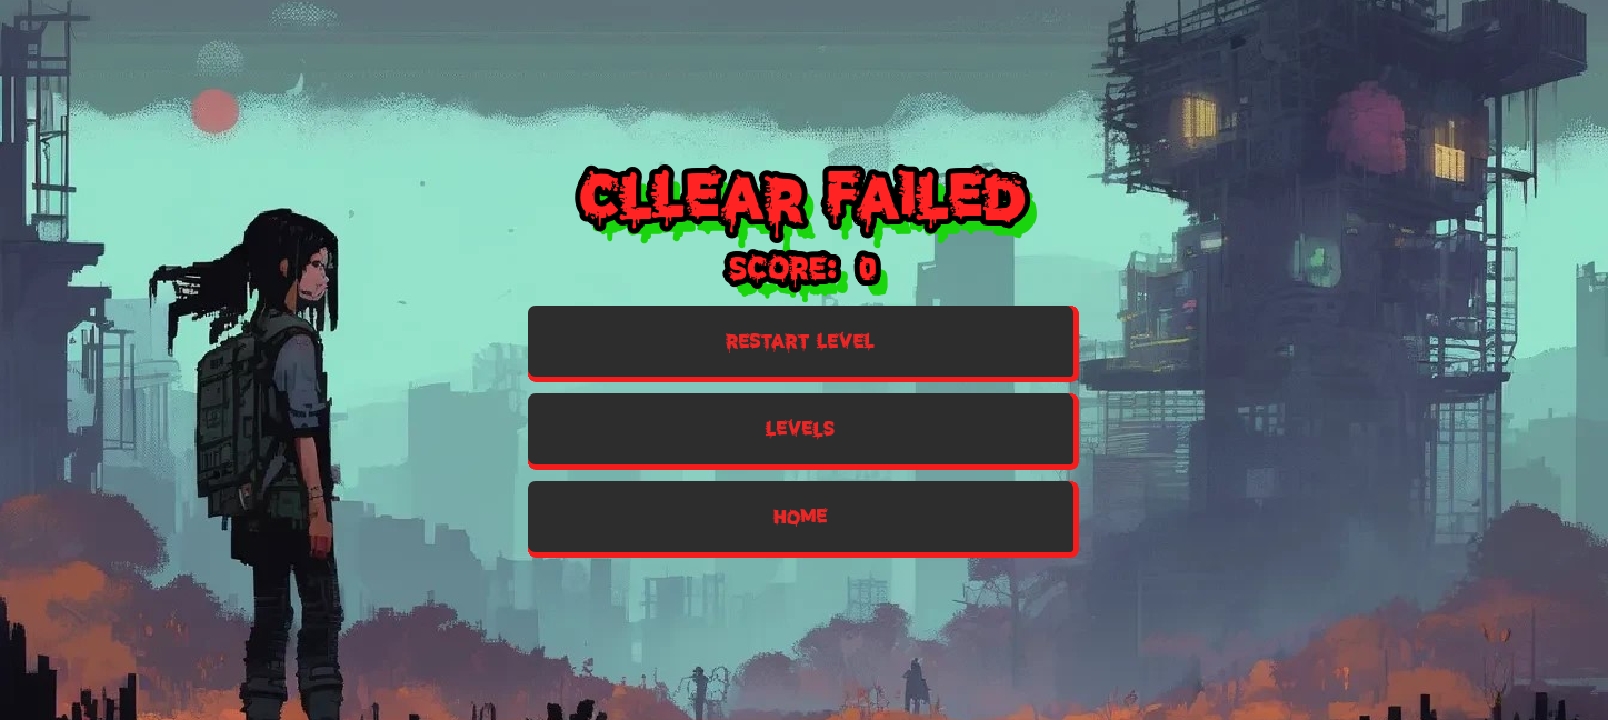 CLLEAR FAILED
SCORE: 0
RESTART LEVEL
LEVELS
HOME